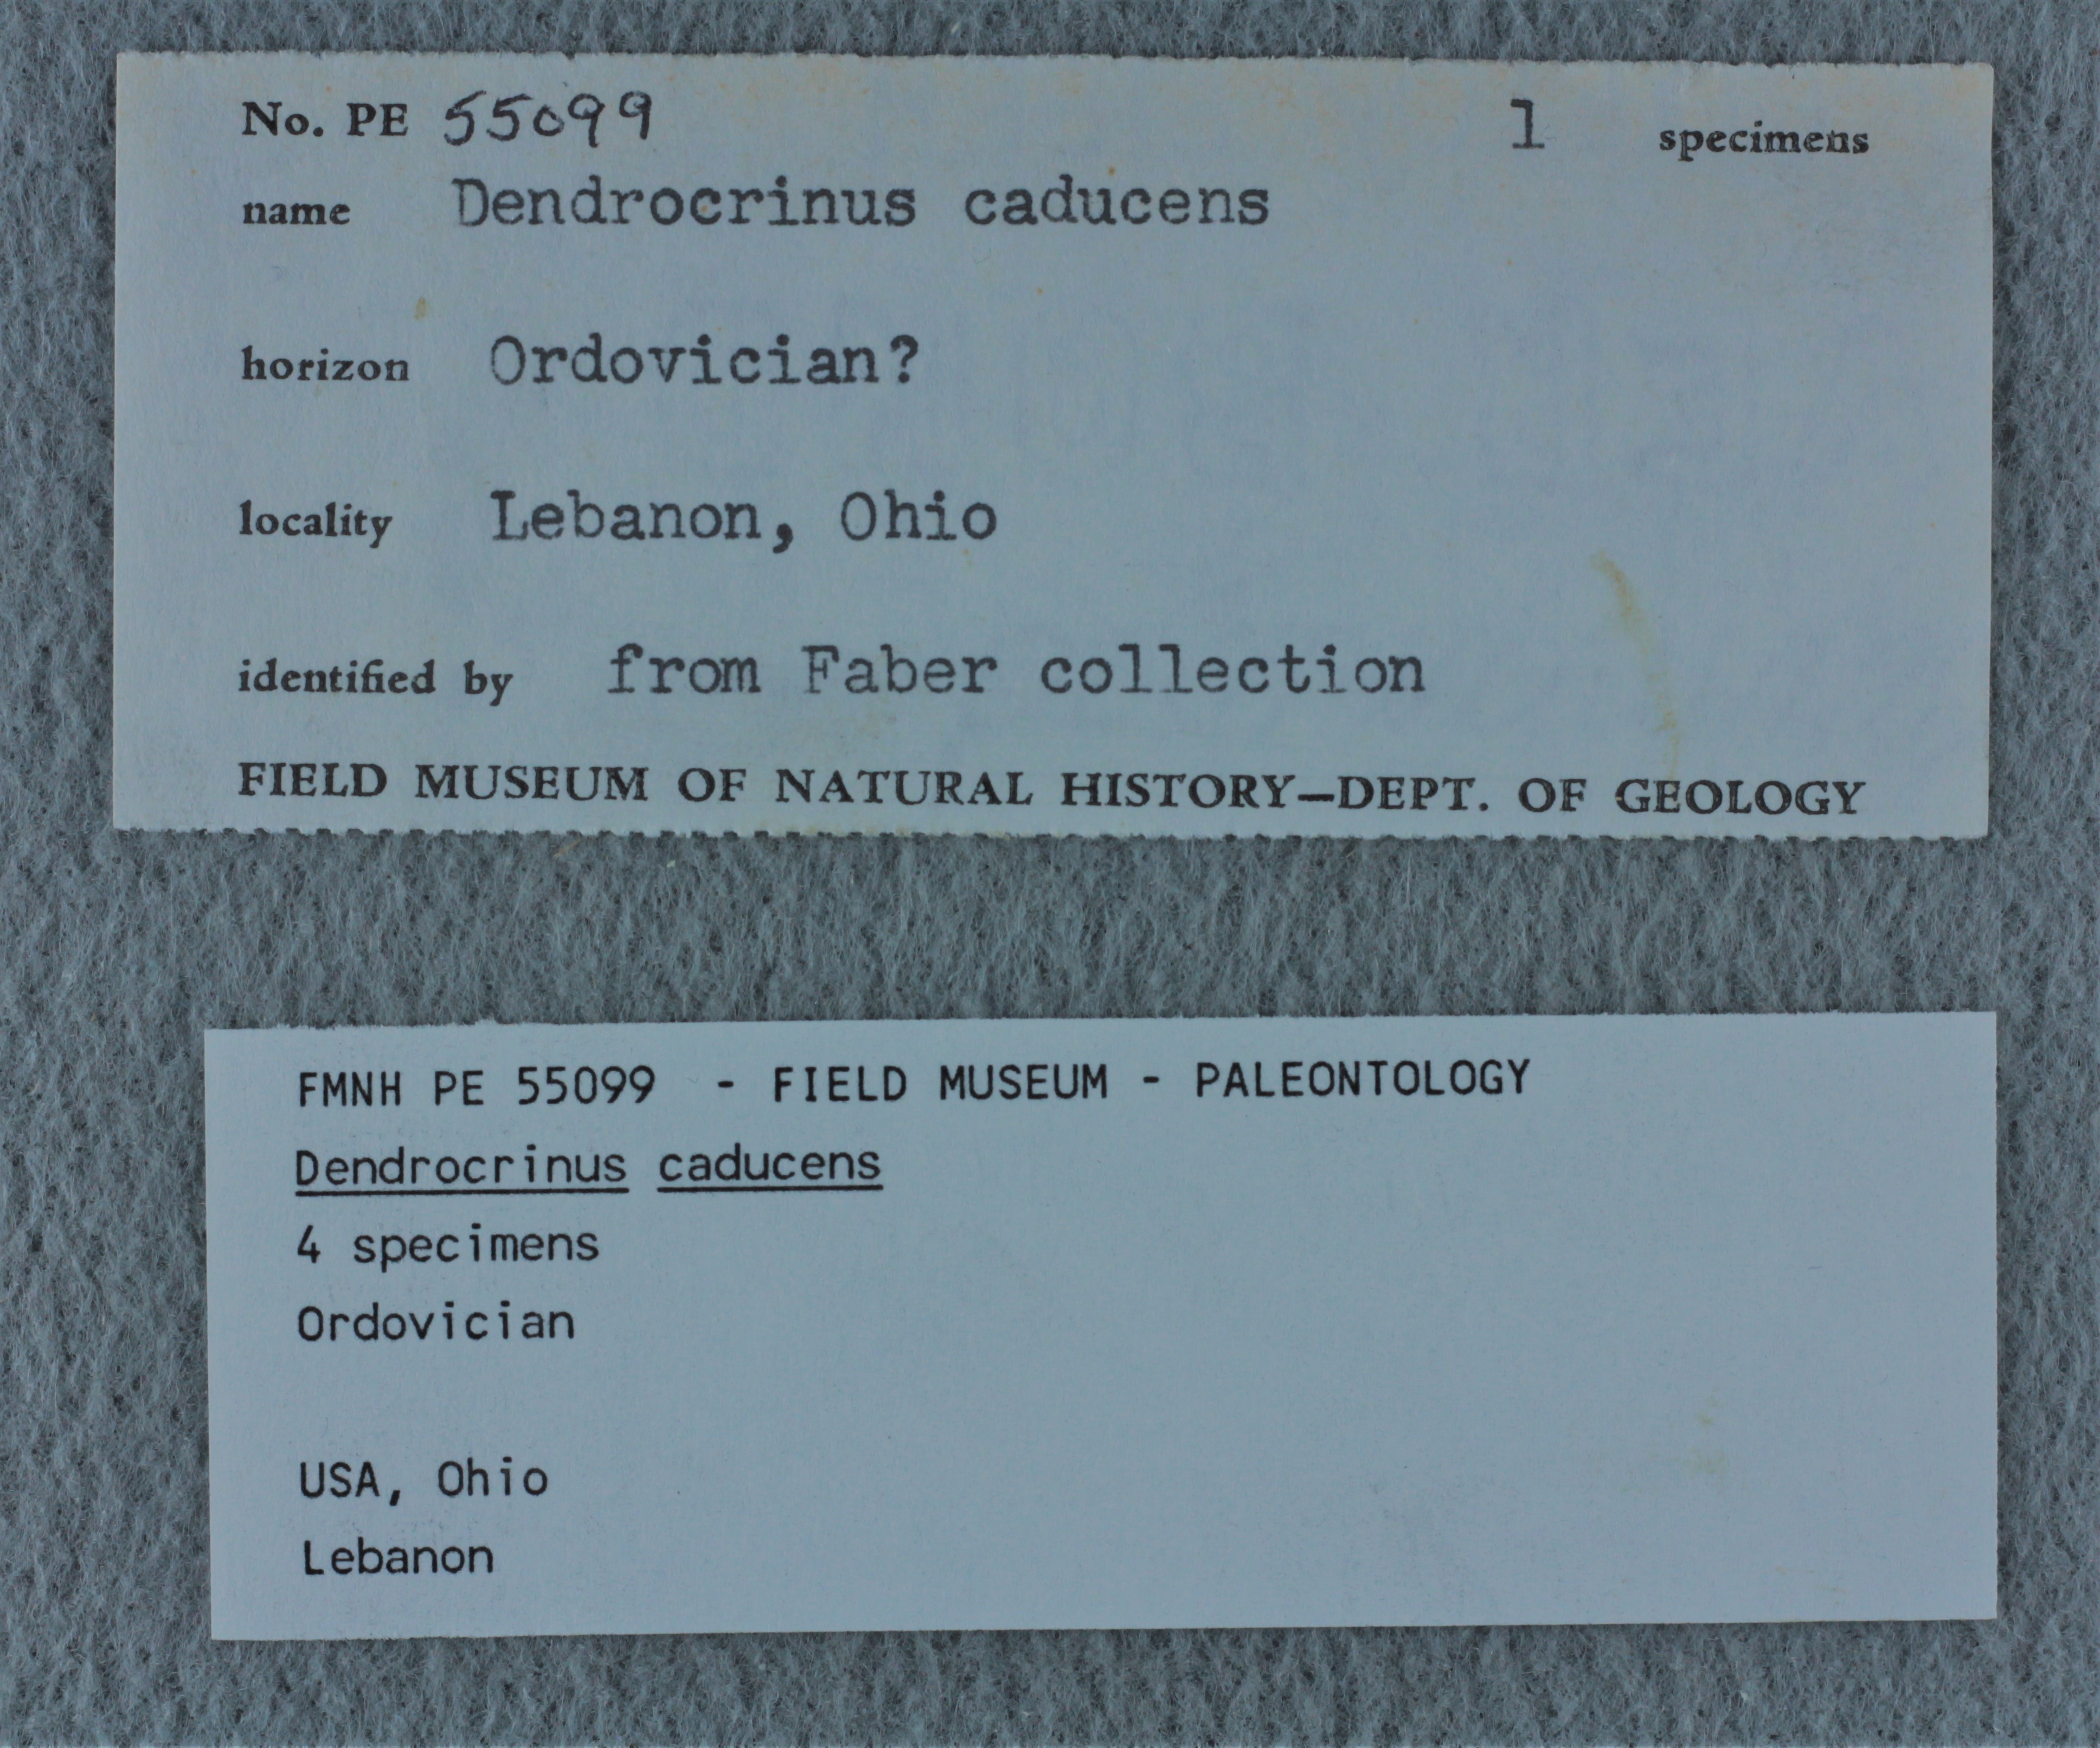 No. PE 55099 1 specimens
name Dendrocrinus caducens
horizon Ordovician?
locality Lebanon, Ohio
identified by from Faber collection
FIELD MUSEUM OF NATURAL HISTORY—DEPT. OF GEOLOGY
FMNH PE 55099 - FIELD MUSEUM - PALEONTOLOGY
Dendrocrinus caducens
4 specimens
Ordovician
USA, Ohio
Lebanon